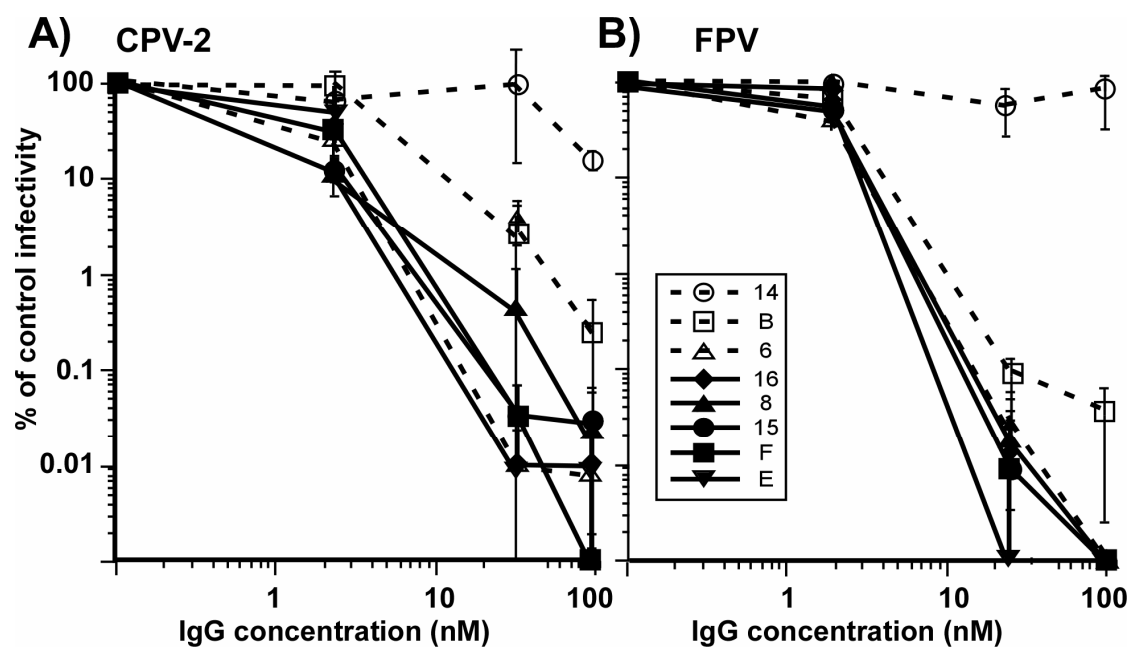 A) CPV-2
B) FPV
% of control infectivity
100
10
1
0.1
0.01
1 10 100
IgG concentration (nM)
14
B
6
16
8
15
F
E
1 10 100
IgG concentration (nM)